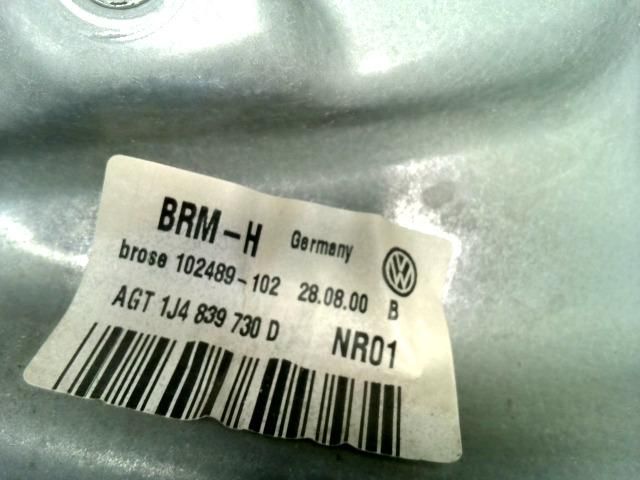 BRM-H Germany
brose 102489-102 28.08.00 B
AGT 1J4 839 730 D NR01